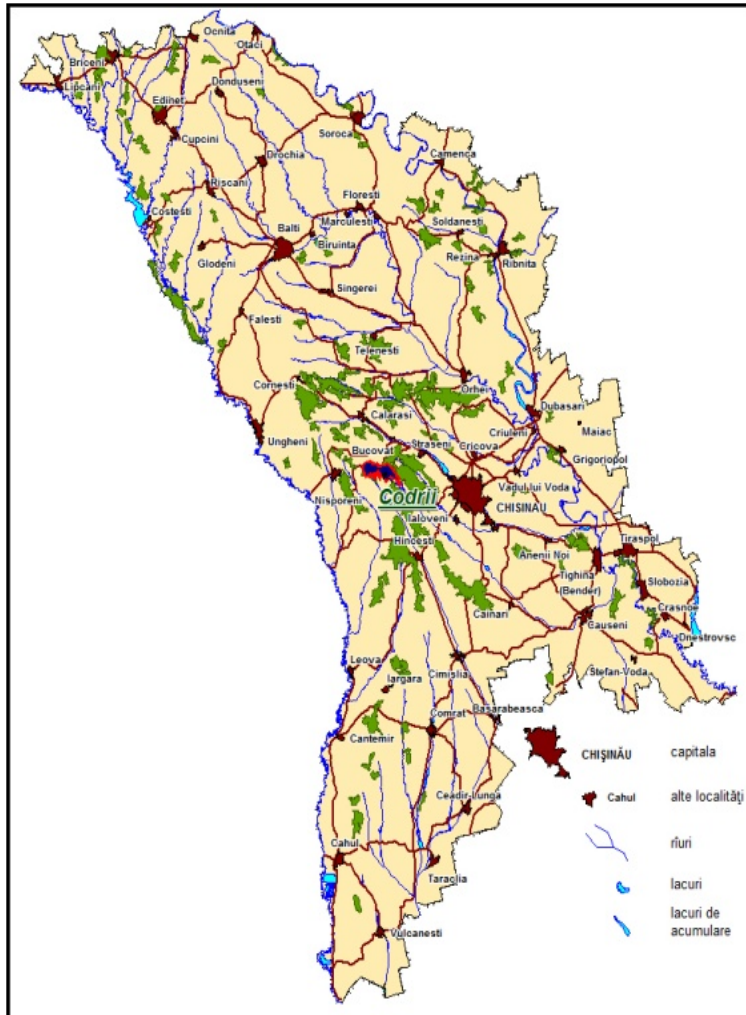 Ocnita
Otaci
Briceni
Lipcani
Donduseni
Edinet
Soroca
Cupcini
Drochia
Camenca
Riscani
Floresti
Costesti
Marculesti
Soldanesti
Balti
Biruinta
Rezina
Ribnita
Glodeni
Singerei
Falesti
Telenesti
Cornesti
Orhei
Dubasari
Calarasi
Criuleni
Maiac
Ungheni
Bucovat
Straseni
Cricova
Grigoriopol
Codrii
Vadul lui Voda
Nisporeni
CHISINAU
Ialoveni
Hincesti
Anenii Noi
Tiraspol
Tighina
(Bender)
Slobozia
Cainari
Crasnoe
Causeni
Dnestrovsc
Leova
Stefan-Voda
Cimislia
Iargara
Basarabeasca
Comrat
Cantemir
Ceadir-Lunga
Cahul
Taraclia
Vulcanesti
CHIŞINĂU capitala
Cahul alte localităţi
rîuri
lacuri
lacuri de
acumulare